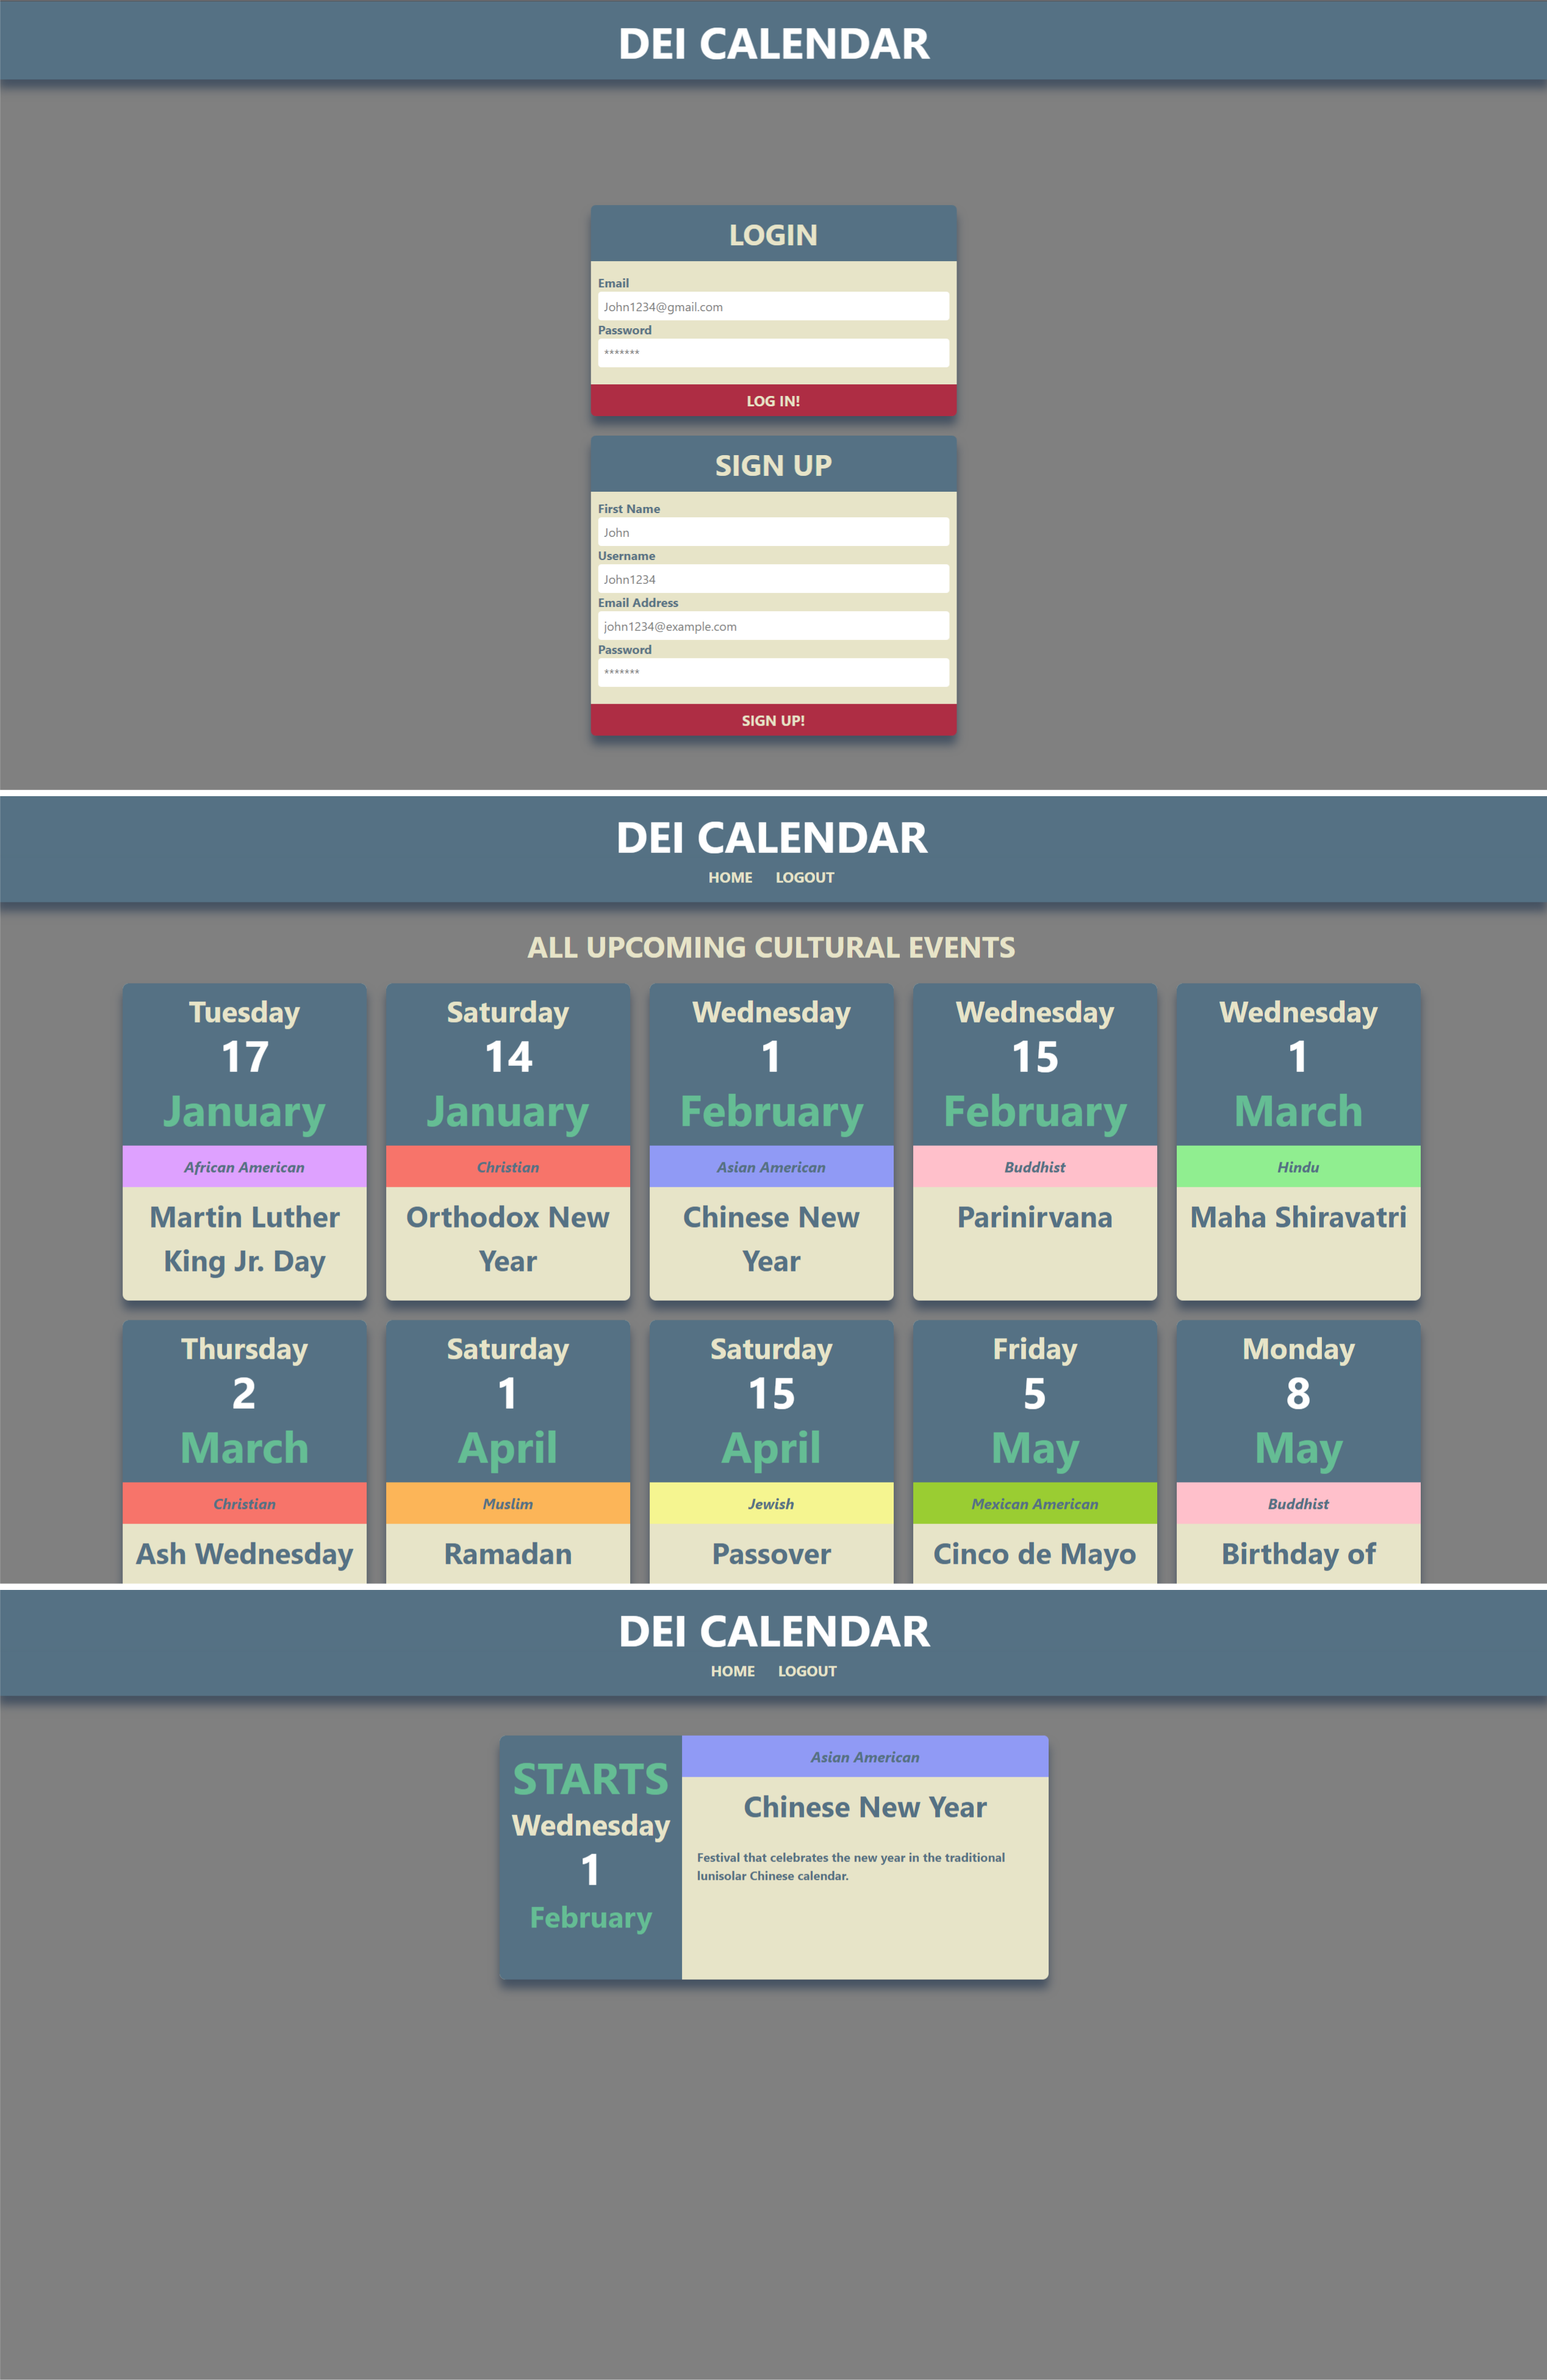 DEI CALENDAR
LOGIN
Email
John1234@gmail.com
Password
*******
LOG IN!
SIGN UP
First Name
John
Username
John1234
Email Address
john1234@example.com
Password
*******
SIGN UP!
DEI CALENDAR
HOME LOGOUT
ALL UPCOMING CULTURAL EVENTS
Tuesday
17
January
African American
Martin Luther
King Jr. Day
Saturday
14
January
Christian
Orthodox New
Year
Wednesday
1
February
Asian American
Chinese New
Year
Wednesday
15
February
Buddhist
Parinirvana
Wednesday
1
March
Hindu
Maha Shiravatri
Thursday
2
March
Christian
Ash Wednesday
Saturday
1
April
Muslim
Ramadan
Saturday
15
April
Jewish
Passover
Friday
5
May
Mexican American
Cinco de Mayo
Monday
8
May
Buddhist
Birthday of
DEI CALENDAR
HOME LOGOUT
STARTS
Wednesday
1
February
Asian American
Chinese New Year
Festival that celebrates the new year in the traditional
lunisolar Chinese calendar.